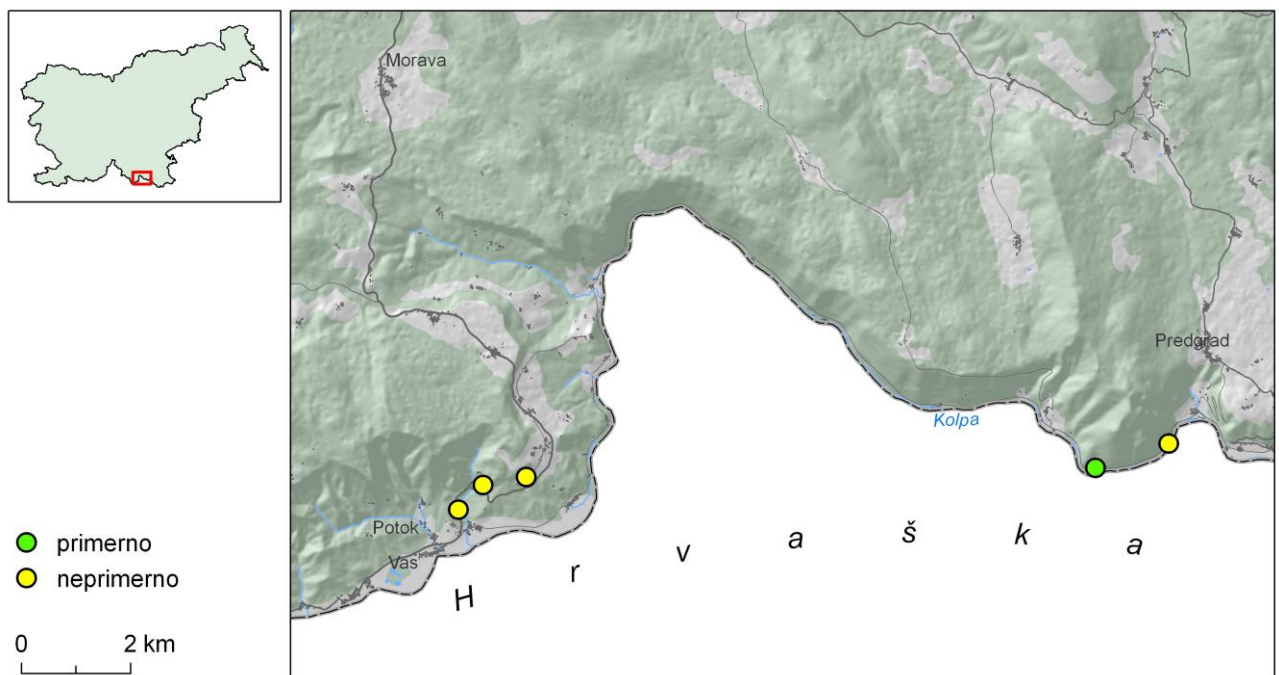 Morava
Predgrad
Kolpa
Potok
Vas
H r v a š k a
primerno
neprimerno
0 2 km